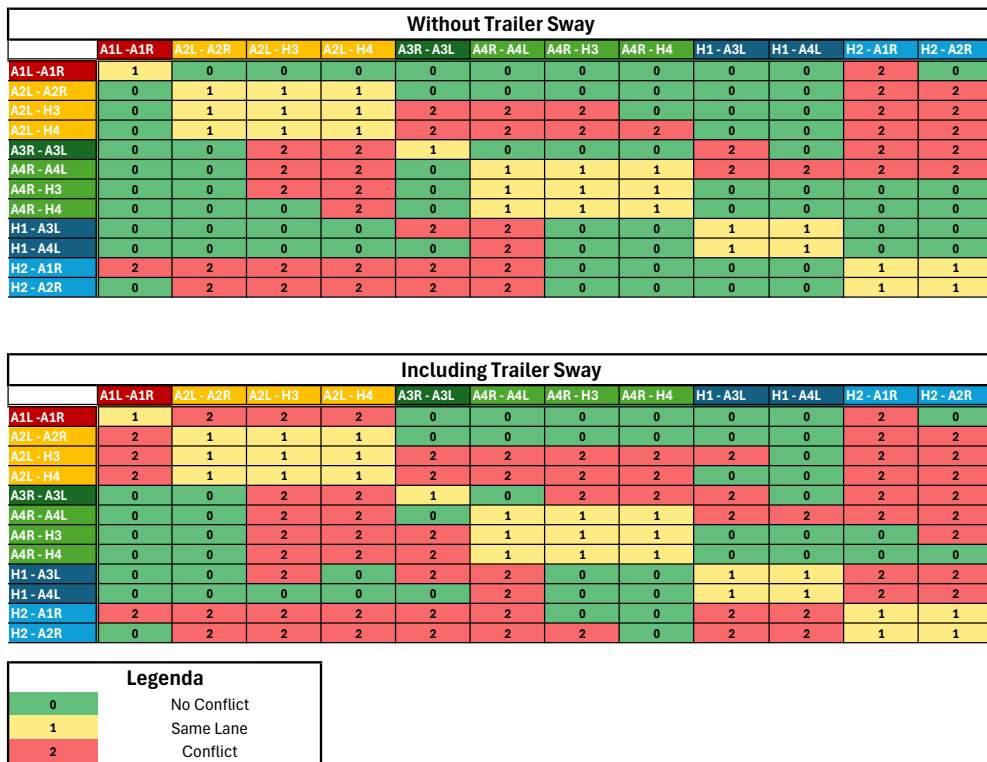 Without Trailer Sway
A1L -A1R A2L - A2R A2L - H3 A2L - H4 A3R - A3L A4R - A4L A4R - H3 A4R - H4 H1 - A3L H1 - A4L H2 - A1R H2 - A2R
A1L -A1R 1 0 0 0 0 0 0 0 0 0 2 0
A2L - A2R 0 1 1 1 0 0 0 0 0 0 2 2
A2L - H3 0 1 1 1 2 2 2 0 0 0 2 2
A2L - H4 0 1 1 1 2 2 2 2 0 0 2 2
A3R - A3L 0 0 2 2 1 0 0 0 2 0 2 2
A4R - A4L 0 0 2 2 0 1 1 1 2 2 2 2
A4R - H3 0 0 2 2 0 1 1 1 0 0 0 0
A4R - H4 0 0 0 2 0 1 1 1 0 0 0 0
H1 - A3L 0 0 0 0 2 2 0 0 1 1 0 0
H1 - A4L 0 0 0 0 0 2 0 0 1 1 0 0
H2 - A1R 2 2 2 2 2 2 0 0 0 0 1 1
H2 - A2R 0 2 2 2 2 2 0 0 0 0 1 1
Including Trailer Sway
A1L -A1R A2L - A2R A2L - H3 A2L - H4 A3R - A3L A4R - A4L A4R - H3 A4R - H4 H1 - A3L H1 - A4L H2 - A1R H2 - A2R
A1L -A1R 1 2 2 2 0 0 0 0 0 0 2 0
A2L - A2R 2 1 1 1 0 0 0 0 0 0 2 2
A2L - H3 2 1 1 1 2 2 2 2 2 0 2 2
A2L - H4 2 1 1 1 2 2 2 2 0 0 2 2
A3R - A3L 0 0 2 2 1 0 2 2 2 0 2 2
A4R - A4L 0 0 2 2 0 1 1 1 2 2 2 2
A4R - H3 0 0 2 2 2 1 1 1 0 0 0 2
A4R - H4 0 0 2 2 2 1 1 1 0 0 0 0
H1 - A3L 0 0 2 0 2 2 0 0 1 1 2 2
H1 - A4L 0 0 0 0 0 2 0 0 1 1 2 2
H2 - A1R 2 2 2 2 2 2 0 0 2 2 1 1
H2 - A2R 0 2 2 2 2 2 2 0 2 2 1 1
Legenda
0 No Conflict
1 Same Lane
2 Conflict